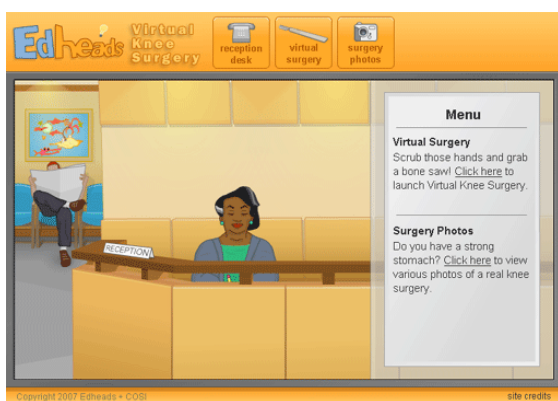 Edheads
Virtual
Knee
Surgery
reception
desk
virtual
surgery
surgery
photos
RECEPTION
Menu
Virtual Surgery
Scrub those hands and grab
a bone saw! Click here to
launch Virtual Knee Surgery.
Surgery Photos
Do you have a strong
stomach? Click here to view
various photos of a real knee
surgery.
Copyright 2007 Edheads • COSI
site credits